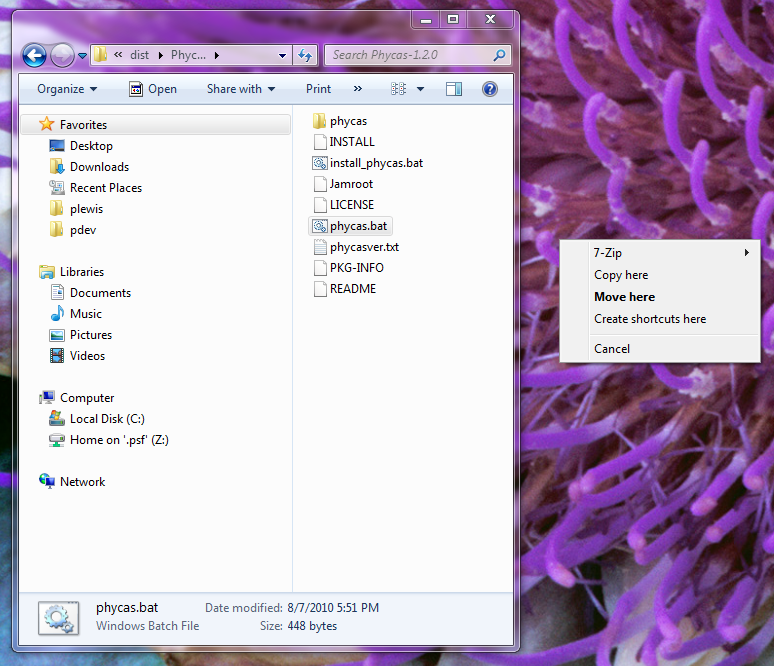 « dist ▸ Phyc... ▸
Search Phycas-1.2.0
Organize Open Share with Print »
Favorites
Desktop
Downloads
Recent Places
plewis
pdev
Libraries
Documents
Music
Pictures
Videos
Computer
Local Disk (C:)
Home on '.psf' (Z:)
Network
phycas
INSTALL
install_phycas.bat
Jamroot
LICENSE
phycas.bat
phycasver.txt
PKG-INFO
README
7-Zip
Copy here
Move here
Create shortcuts here
Cancel
phycas.bat Date modified: 8/7/2010 5:51 PM
Windows Batch File Size: 448 bytes